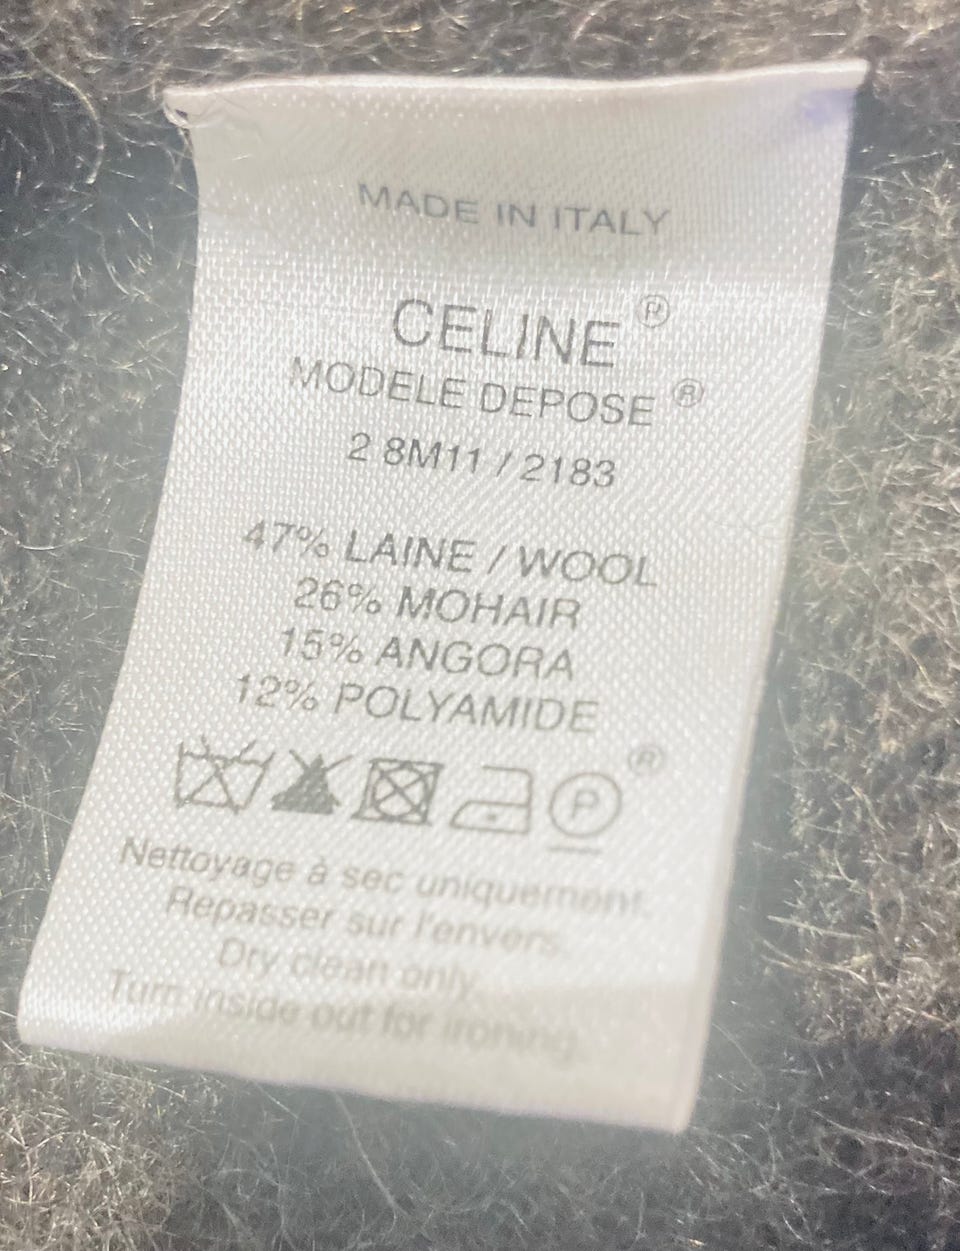 MADE IN ITALY
CELINE ®
MODELE DEPOSE ®
2 8M11 / 2183
47% LAINE / WOOL
26% MOHAIR
15% ANGORA
12% POLYAMIDE
P ®
Nettoyage à sec uniquement.
Repasser sur l'envers.
Dry clean only.
Turn inside out for ironing.